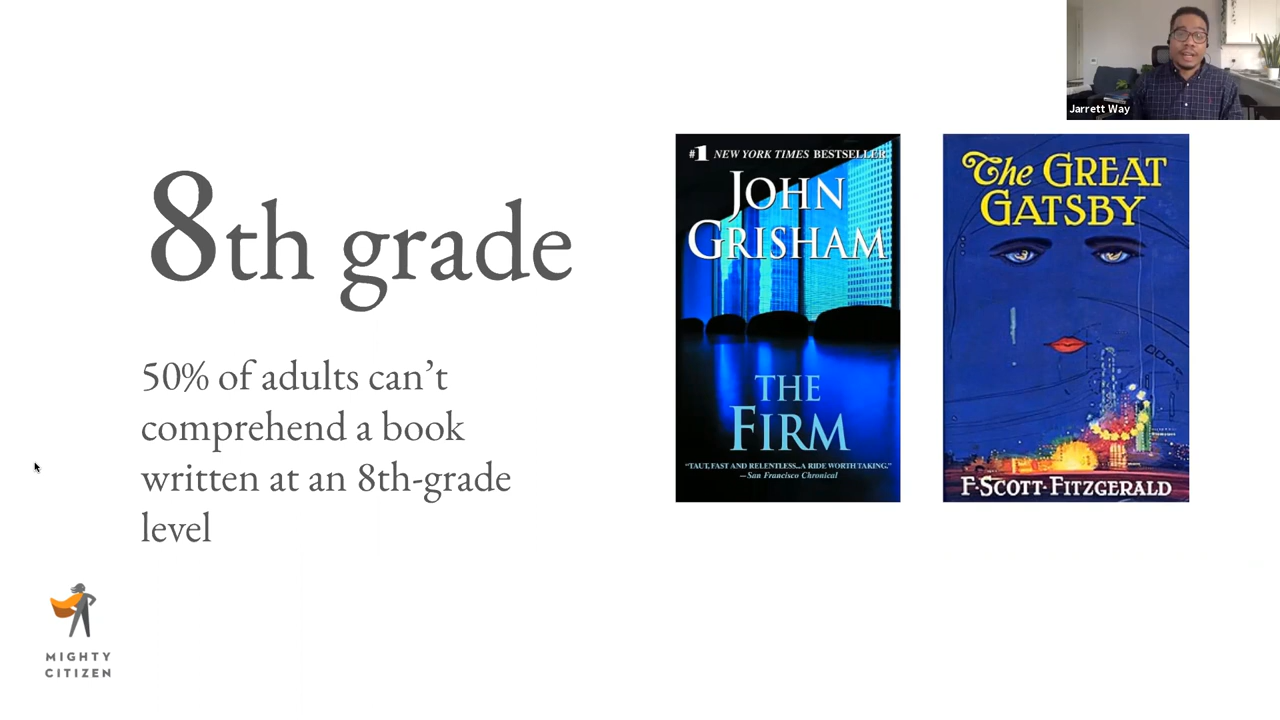 Jarrett Way
8th grade
50% of adults can’t
comprehend a book
written at an 8th-grade
level
#1 NEW YORK TIMES BESTSELLER
JOHN
GRISHAM
THE
FIRM
“TAUT, FAST AND RELENTLESS...A RIDE WORTH TAKING.”
—San Francisco Chronical
The GREAT
GATSBY
F·SCOTT·FITZGERALD
MIGHTY
CITIZEN